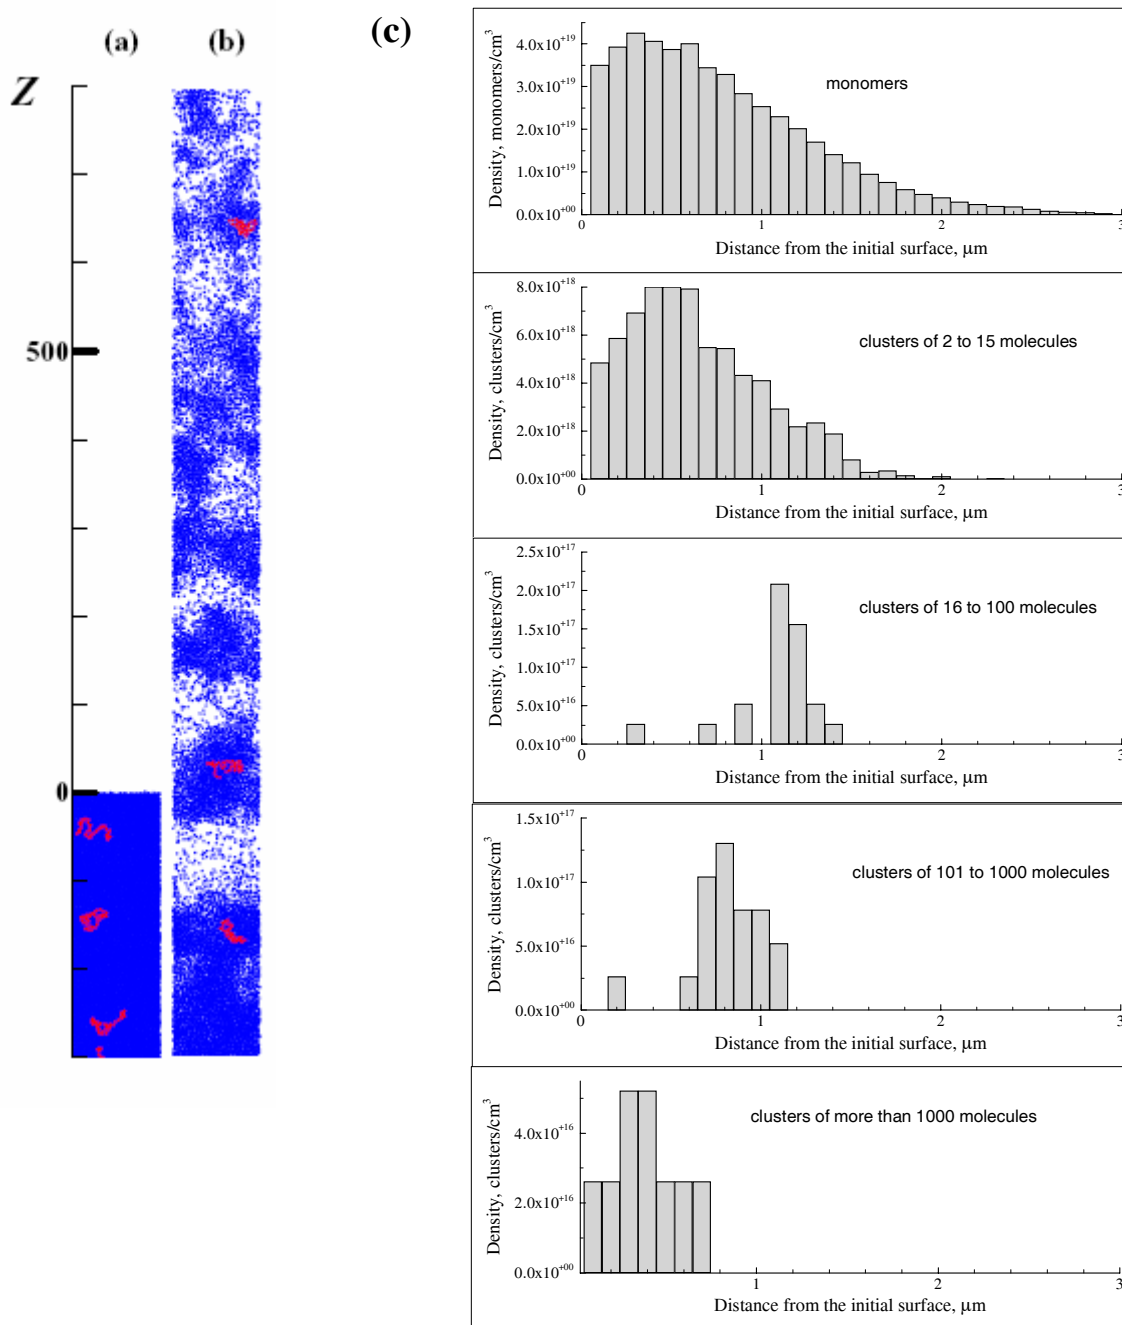 (a) (b) (c)
Z
500
0
Density, monomers/cm³
4.0x10⁺¹⁹
3.0x10⁺¹⁹
2.0x10⁺¹⁹
1.0x10⁺¹⁹
0.0x10⁺⁰⁰
monomers
0 1 2 3
Distance from the initial surface, μm
Density, clusters/cm³
8.0x10⁺¹⁸
6.0x10⁺¹⁸
4.0x10⁺¹⁸
2.0x10⁺¹⁸
0.0x10⁺⁰⁰
clusters of 2 to 15 molecules
0 1 2 3
Distance from the initial surface, μm
Density, clusters/cm³
2.5x10⁺¹⁷
2.0x10⁺¹⁷
1.5x10⁺¹⁷
1.0x10⁺¹⁷
5.0x10⁺¹⁶
0.0x10⁺⁰⁰
clusters of 16 to 100 molecules
0 1 2 3
Distance from the initial surface, μm
Density, clusters/cm³
1.5x10⁺¹⁷
1.0x10⁺¹⁷
5.0x10⁺¹⁶
0.0x10⁺⁰⁰
clusters of 101 to 1000 molecules
0 1 2 3
Distance from the initial surface, μm
Density, clusters/cm³
4.0x10⁺¹⁶
2.0x10⁺¹⁶
0.0x10⁺⁰⁰
clusters of more than 1000 molecules
1 2 3
Distance from the initial surface, μm